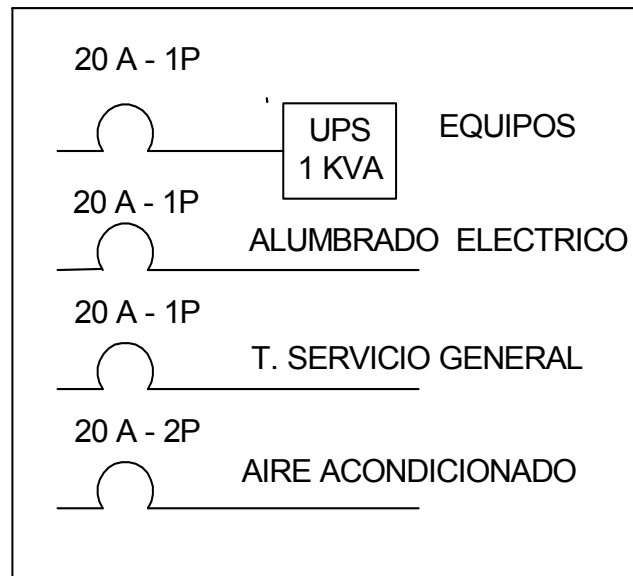 20 A - 1P
UPS
1 KVA
EQUIPOS
20 A - 1P
ALUMBRADO ELECTRICO
20 A - 1P
T. SERVICIO GENERAL
20 A - 2P
AIRE ACONDICIONADO